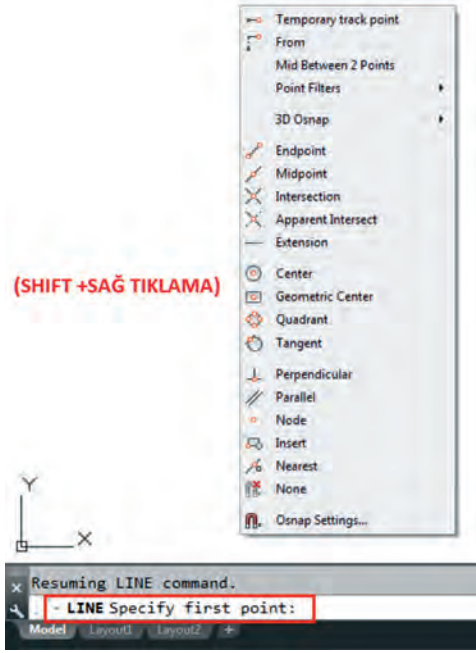 Temporary track point
From
Mid Between 2 Points
Point Filters
3D Osnap
Endpoint
Midpoint
Intersection
Apparent Intersect
Extension
(SHIFT +SAĞ TIKLAMA)
Center
Geometric Center
Quadrant
Tangent
Perpendicular
Parallel
Node
Insert
Nearest
None
Osnap Settings...
Y
X
Resuming LINE command.
- LINE Specify first point:
Model Layout1 Layout2 +